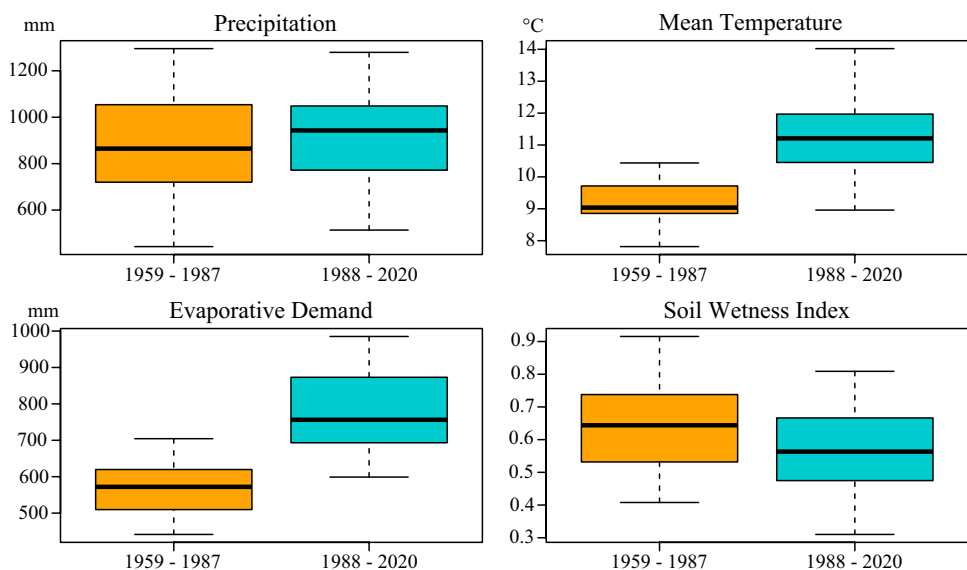 mm
Precipitation
1200
1000
800
600
1959 - 1987
1988 - 2020
°C
Mean Temperature
14
13
12
11
10
9
8
1959 - 1987
1988 - 2020
mm
Evaporative Demand
1000
900
800
700
600
500
1959 - 1987
1988 - 2020
Soil Wetness Index
0.9
0.8
0.7
0.6
0.5
0.4
0.3
1959 - 1987
1988 - 2020